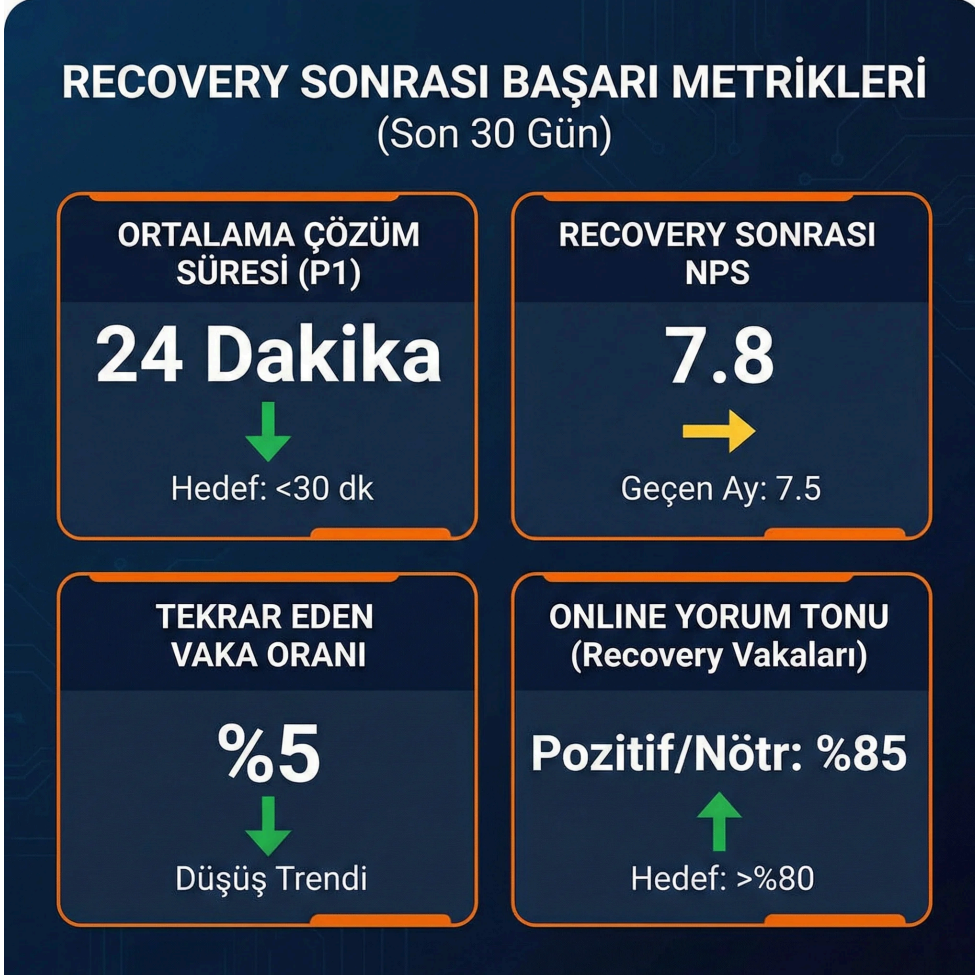 RECOVERY SONRASI BAŞARI METRİKLERİ
(Son 30 Gün)
ORTALAMA ÇÖZÜM
SÜRESİ (P1)
24 Dakika
Hedef: <30 dk
RECOVERY SONRASI
NPS
7.8
Geçen Ay: 7.5
TEKRAR EDEN
VAKA ORANI
%5
Düşüş Trendi
ONLINE YORUM TONU
(Recovery Vakaları)
Pozitif/Nötr: %85
Hedef: >%80